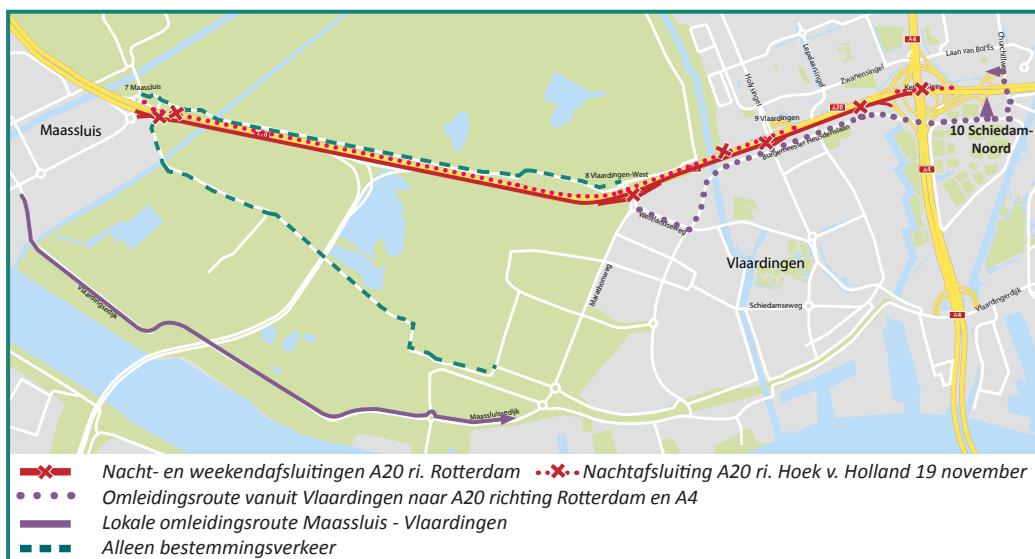 A4
Churchillweg
Laan van Bol'Es
Lepelaarsingel
Zwanensingel
Holysingel
7 Maassluis
A20
9 Vlaardingen
Maassluis
Burgemeester Heusdenslaan
10 Schiedam-
Noord
8 Vlaardingen-West
A4
Westlandseweg
Vlaardingen
Marathonweg
Vlaardingsedijk
Schiedamseweg
Vlaardingerdijk
A4
Maassluissedijk
Nacht- en weekendafsluitingen A20 ri. Rotterdam Nachtafsluiting A20 ri. Hoek v. Holland 19 november
Omleidingsroute vanuit Vlaardingen naar A20 richting Rotterdam en A4
Lokale omleidingsroute Maassluis - Vlaardingen
Alleen bestemmingsverkeer